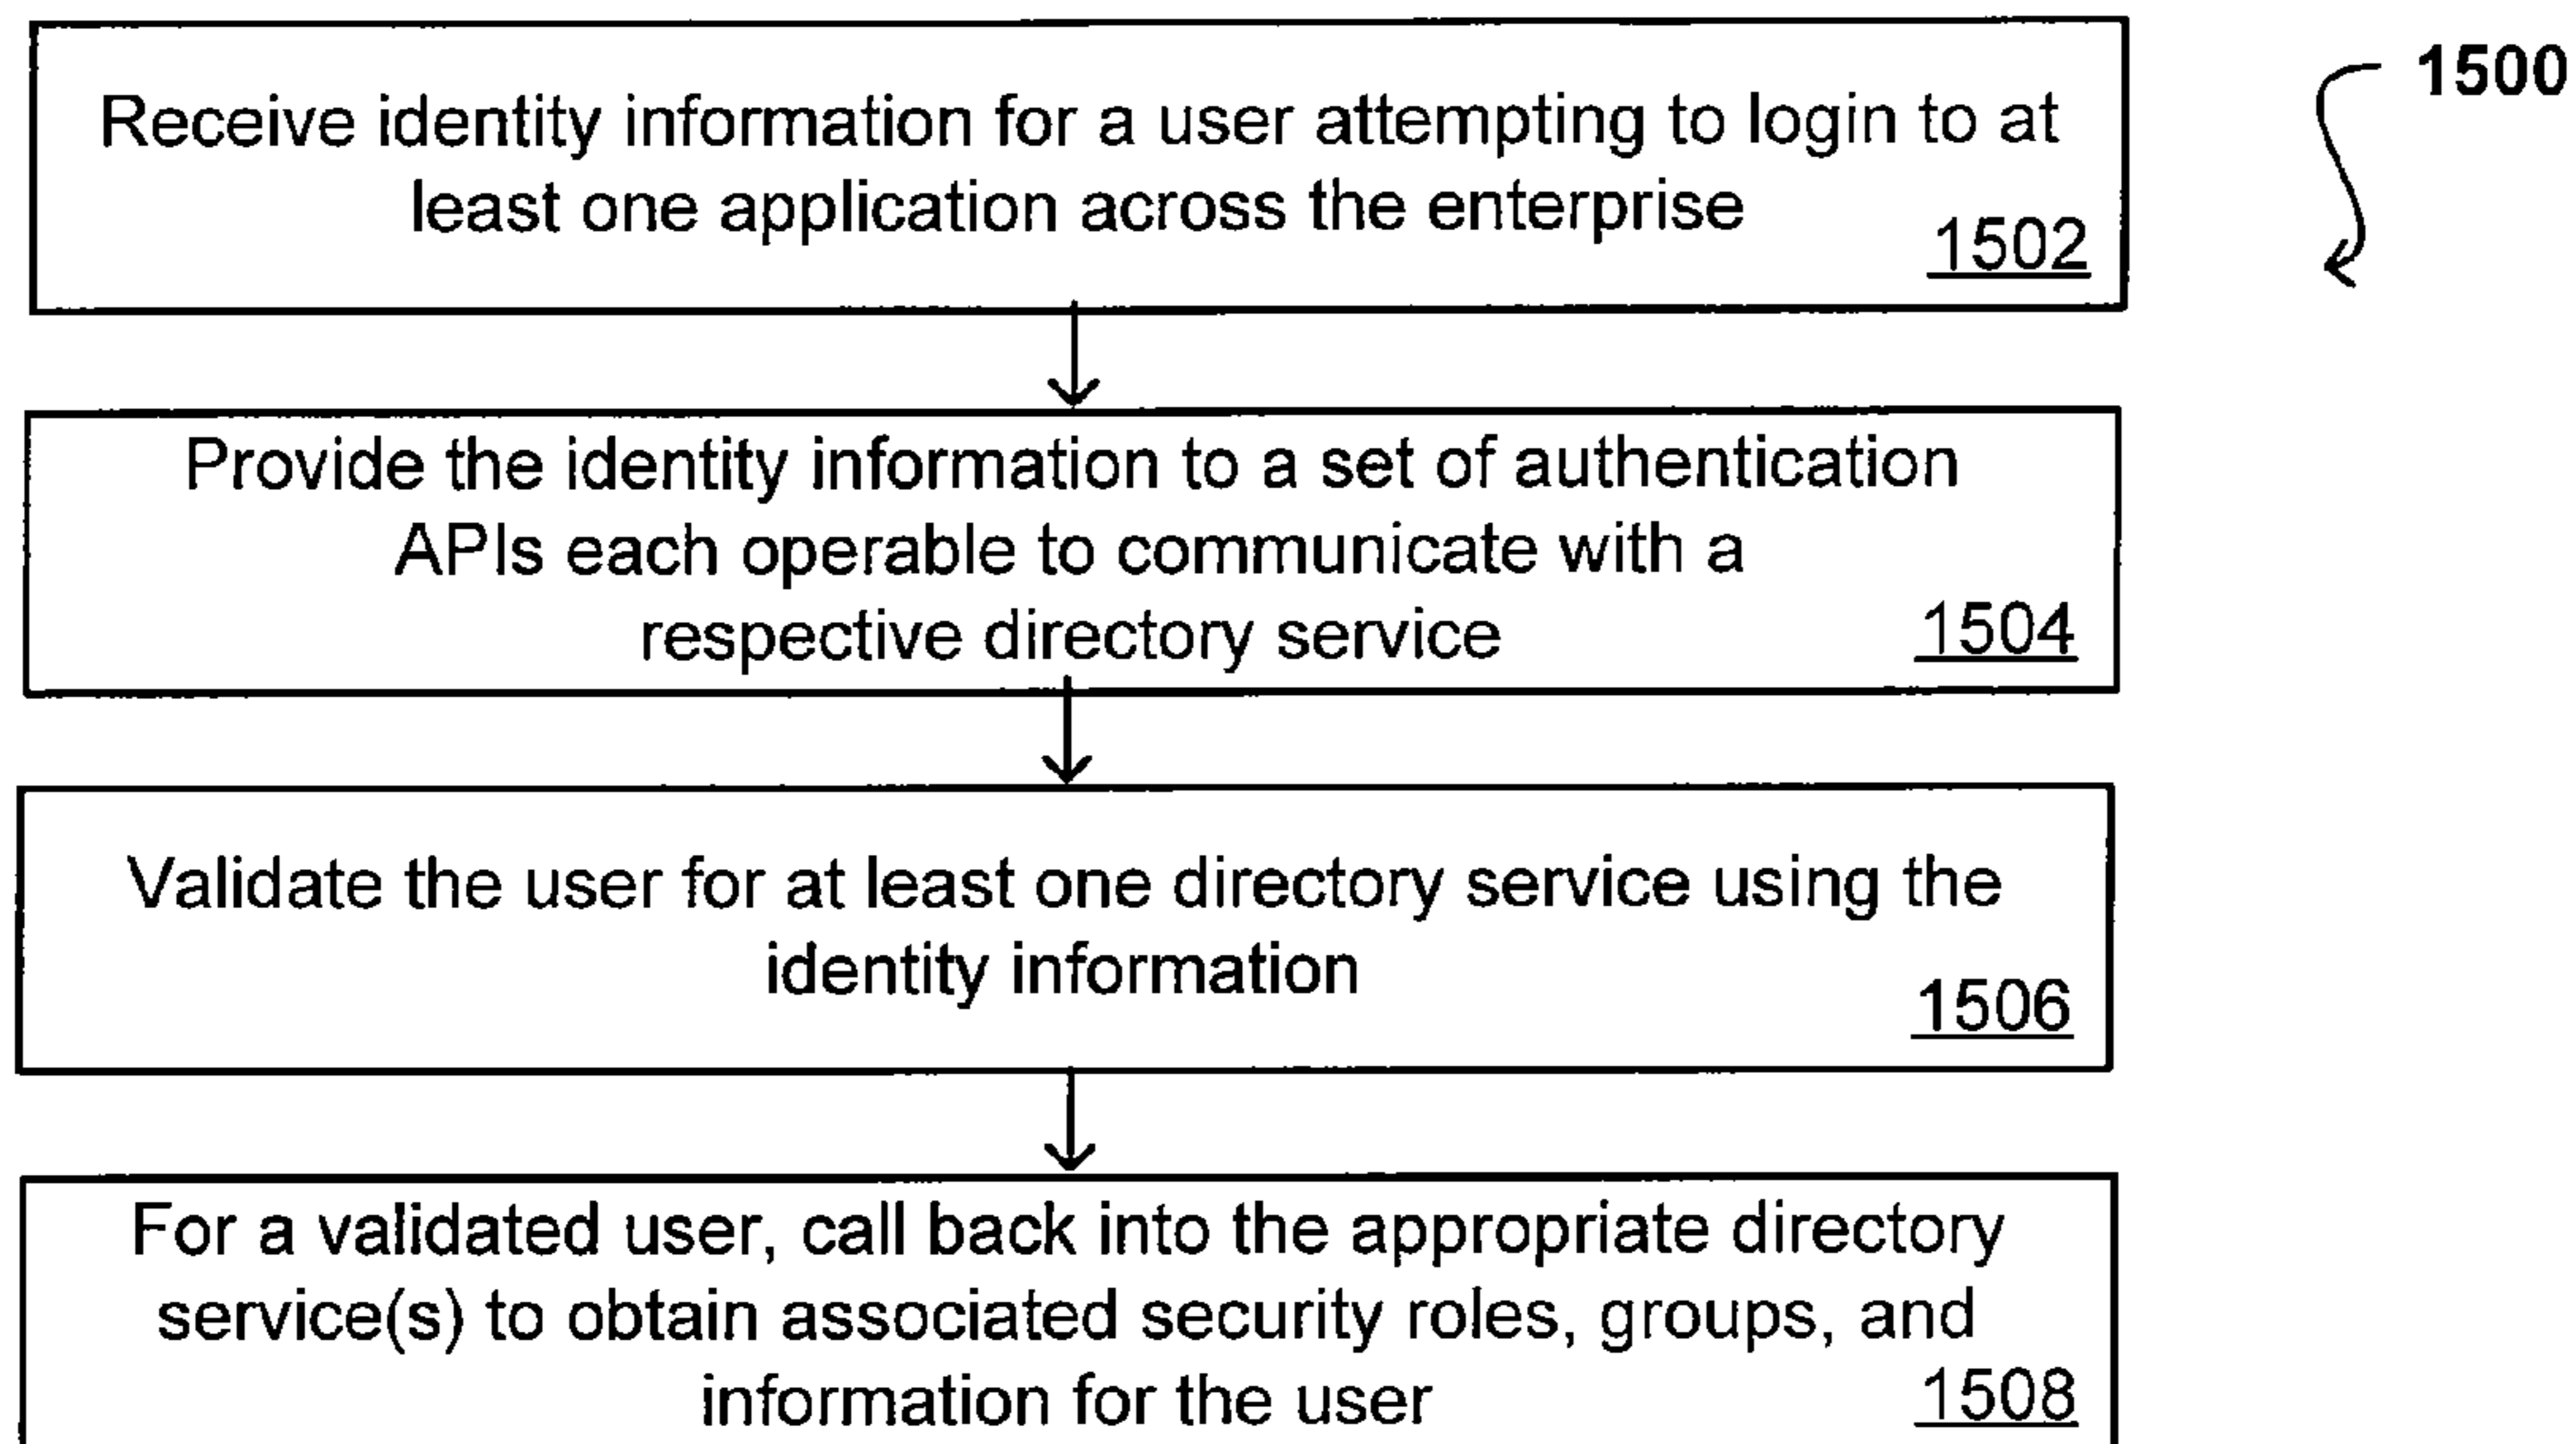 1500
Receive identity information for a user attempting to login to at
least one application across the enterprise
1502
Provide the identity information to a set of authentication
APIs each operable to communicate with a
respective directory service
1504
Validate the user for at least one directory service using the
identity information
1506
For a validated user, call back into the appropriate directory
service(s) to obtain associated security roles, groups, and
information for the user
1508